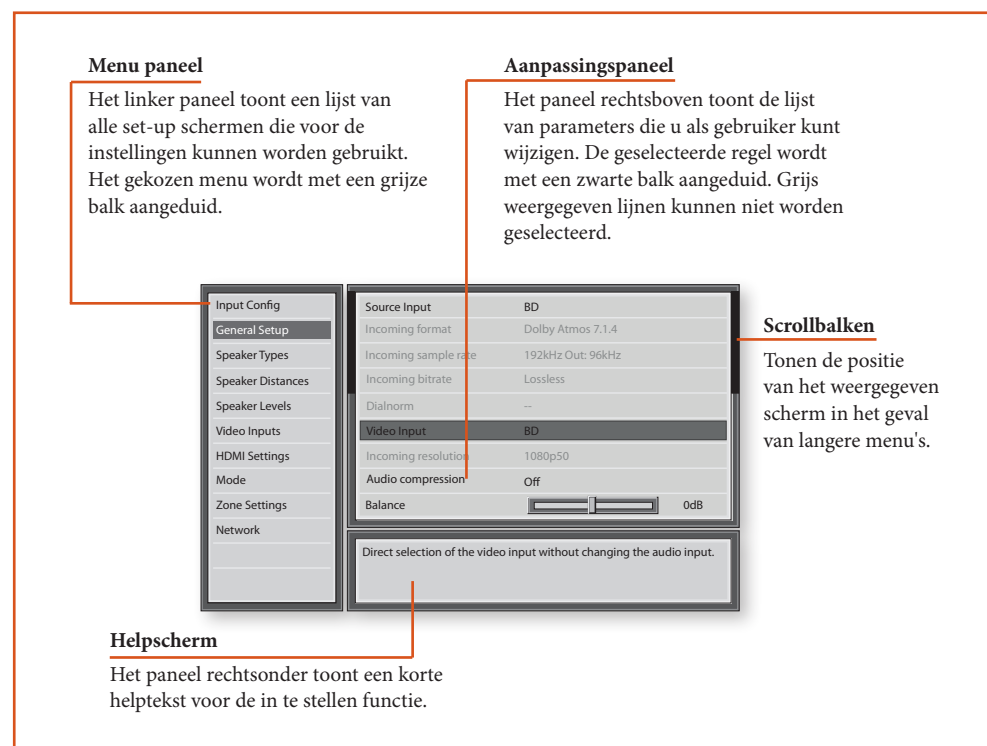 Menu paneel
Het linker paneel toont een lijst van
alle set-up schermen die voor de
instellingen kunnen worden gebruikt.
Het gekozen menu wordt met een grijze
balk aangeduid.
Aanpassingspaneel
Het paneel rechtsboven toont de lijst
van parameters die u als gebruiker kunt
wijzigen. De geselecteerde regel wordt
met een zwarte balk aangeduid. Grijs
weergegeven lijnen kunnen niet worden
geselecteerd.
Input Config
General Setup
Speaker Types
Speaker Distances
Speaker Levels
Video Inputs
HDMI Settings
Mode
Zone Settings
Network
Source Input BD
Incoming format Dolby Atmos 7.1.4
Incoming sample rate 192kHz Out: 96kHz
Incoming bitrate Lossless
Dialnorm --
Video Input BD
Incoming resolution 1080p50
Audio compression Off
Balance 0dB
Direct selection of the video input without changing the audio input.
Scrollbalken
Tonen de positie
van het weergegeven
scherm in het geval
van langere menu's.
Helpscherm
Het paneel rechtsonder toont een korte
helptekst voor de in te stellen functie.